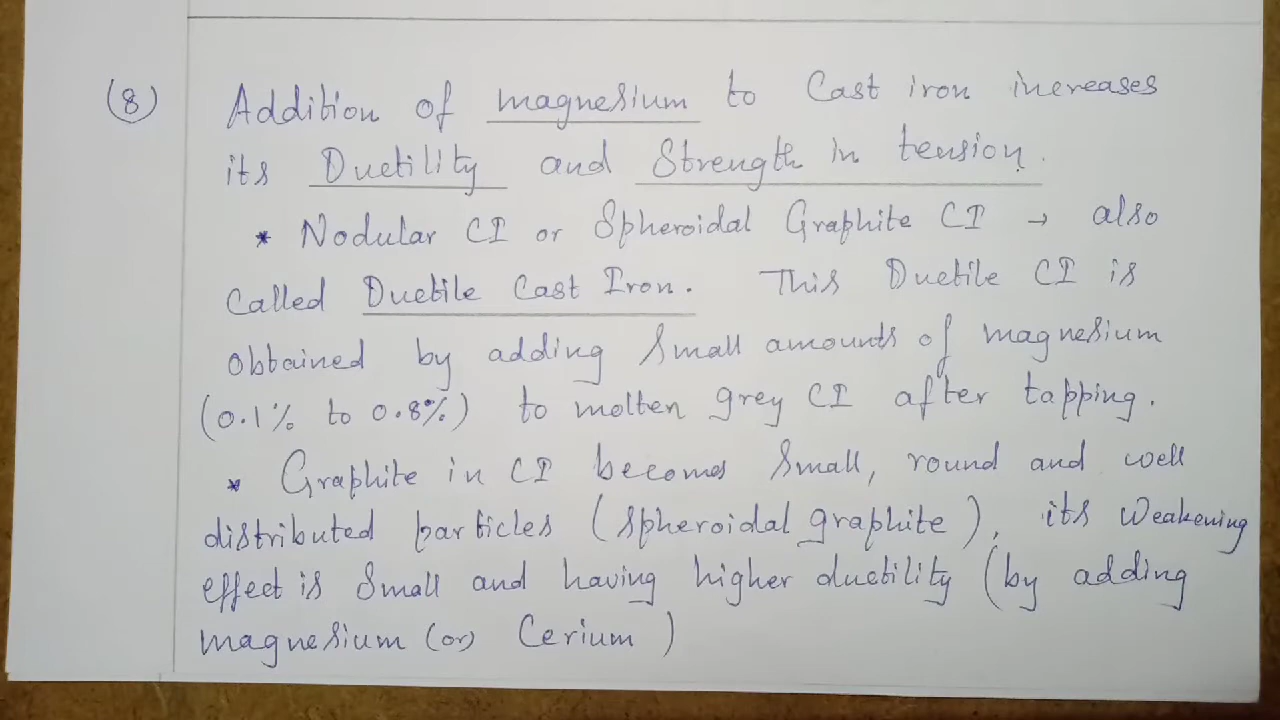 (8) Addition of magnesium to Cast iron increases
its Ductility and Strength in tension.
* Nodular CI or Spheroidal Graphite CI → also
Called Ductile Cast Iron. This Ductile CI is
obtained by adding small amounts of magnesium
(0.1% to 0.8%) to molten grey CI after tapping.
* Graphite in CI becomes small, round and well
distributed particles (spheroidal graphite), its weakening
effect is small and having higher ductility (by adding
magnesium (or) Cerium)